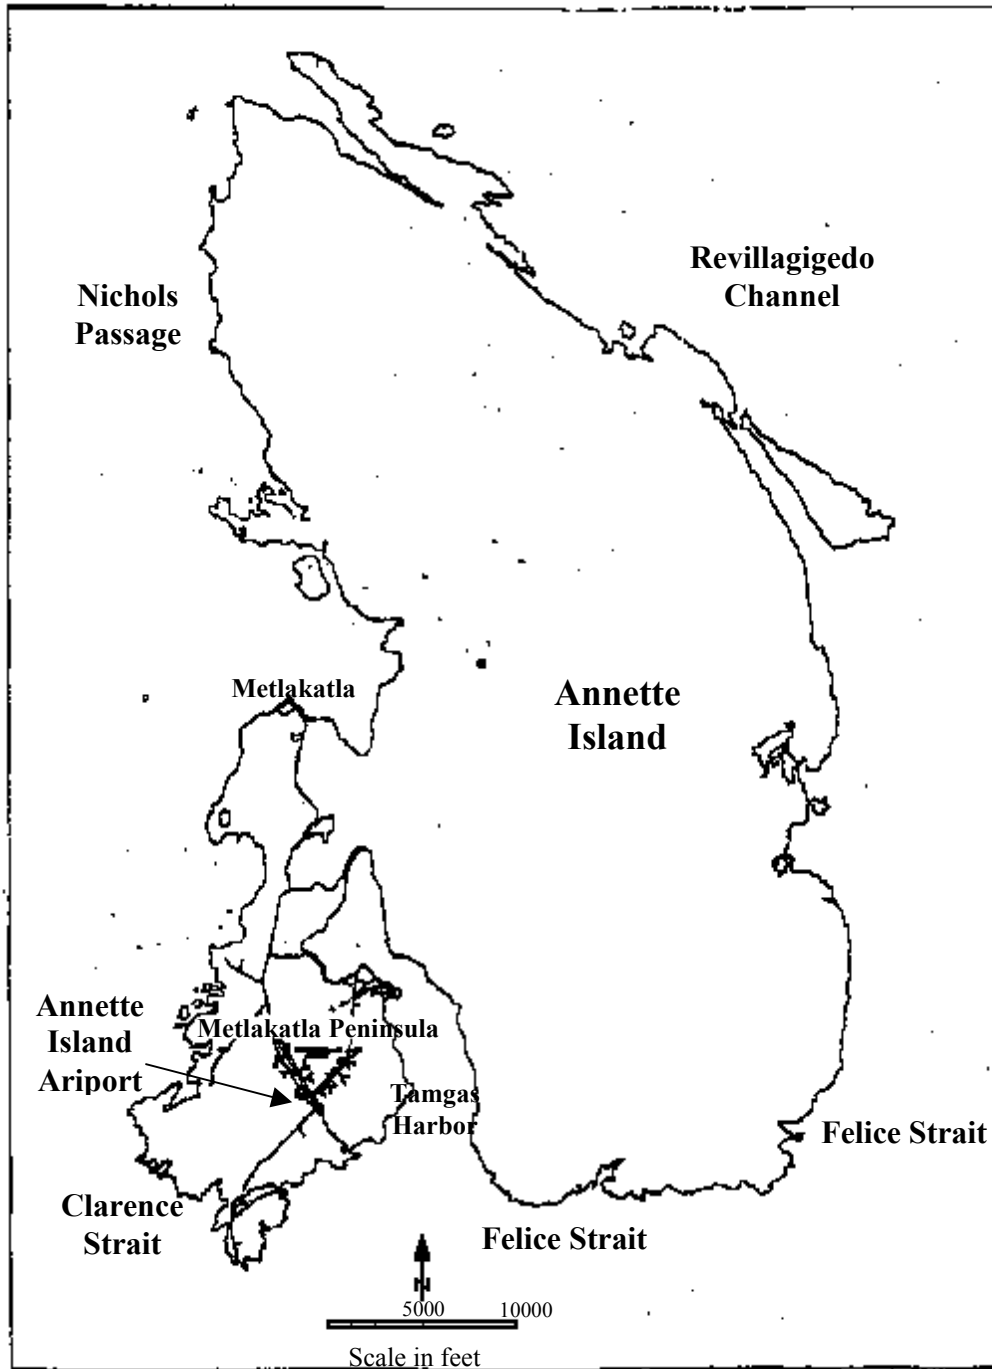 Revillagigedo
Channel
Nichols
Passage
Metlakatla
Annette
Island
Annette
Island
Ariport
Metlakatla Peninsula
Tamgas
Harbor
Felice Strait
Clarence
Strait
Felice Strait
N
5000 10000
Scale in feet